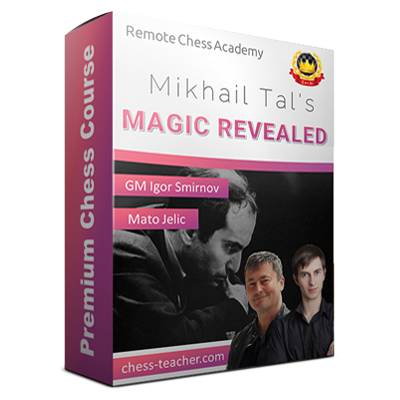 Premium Chess Course
Remote Chess Academy
Mikhail Tal's
MAGIC REVEALED
GM Igor Smirnov
Mato Jelic
chess-teacher.com